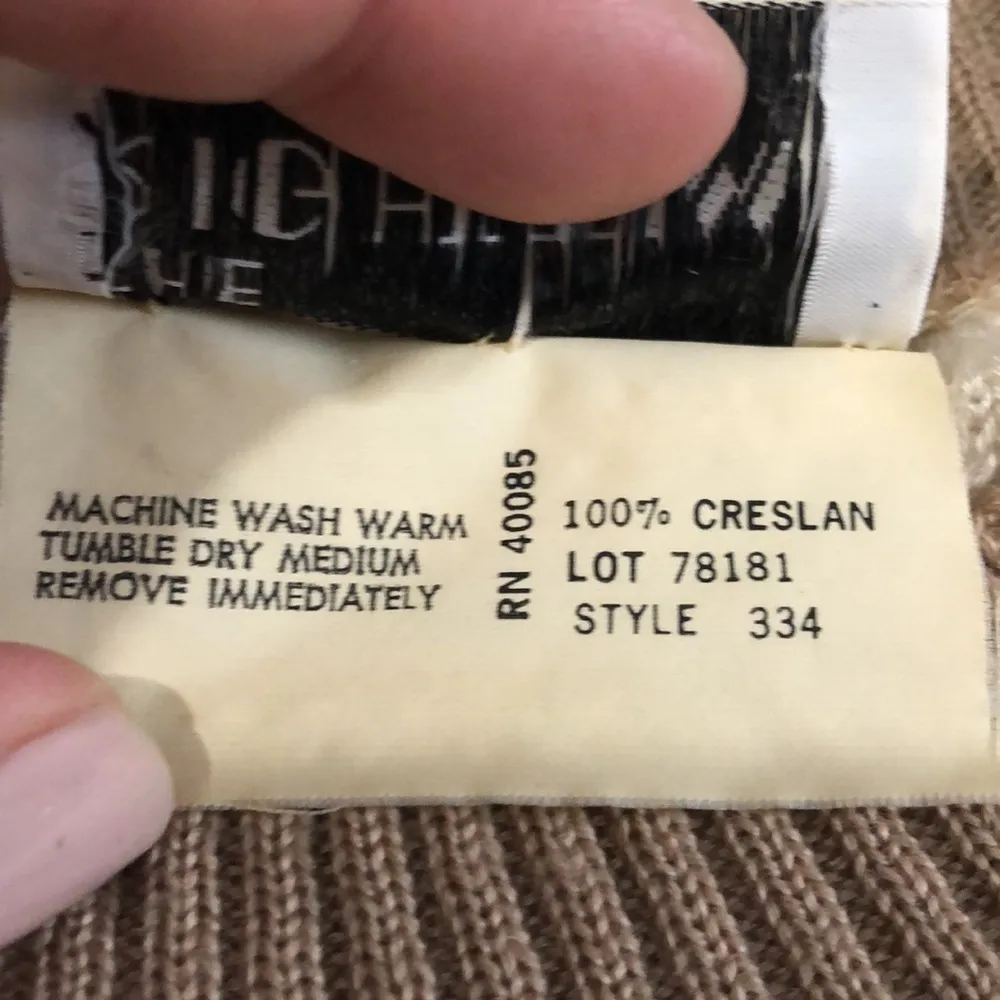 MACHINE WASH WARM
TUMBLE DRY MEDIUM
REMOVE IMMEDIATELY
RN 40085
100% CRESLAN
LOT 78181
STYLE 334